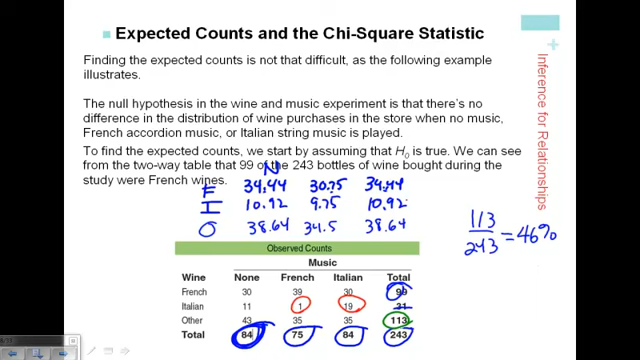 Expected Counts and the Chi-Square Statistic
Finding the expected counts is not that difficult, as the following example
illustrates.
The null hypothesis in the wine and music experiment is that there's no
difference in the distribution of wine purchases in the store when no music,
French accordion music, or Italian string music is played.
To find the expected counts, we start by assuming that H0 is true. We can see
from the two-way table that 99 of the 243 bottles of wine bought during the
study were French wines.
N
F 34.44 30.75 34.44
I 10.92 9.75 10.92
O 38.64 34.5 38.64
113/243 = 46%
Inference for Relationships
Observed Counts
Music
Wine None French Italian Total
French 30 39 30 99
Italian 11 1 19 31
Other 43 35 35 113
Total 84 75 84 243